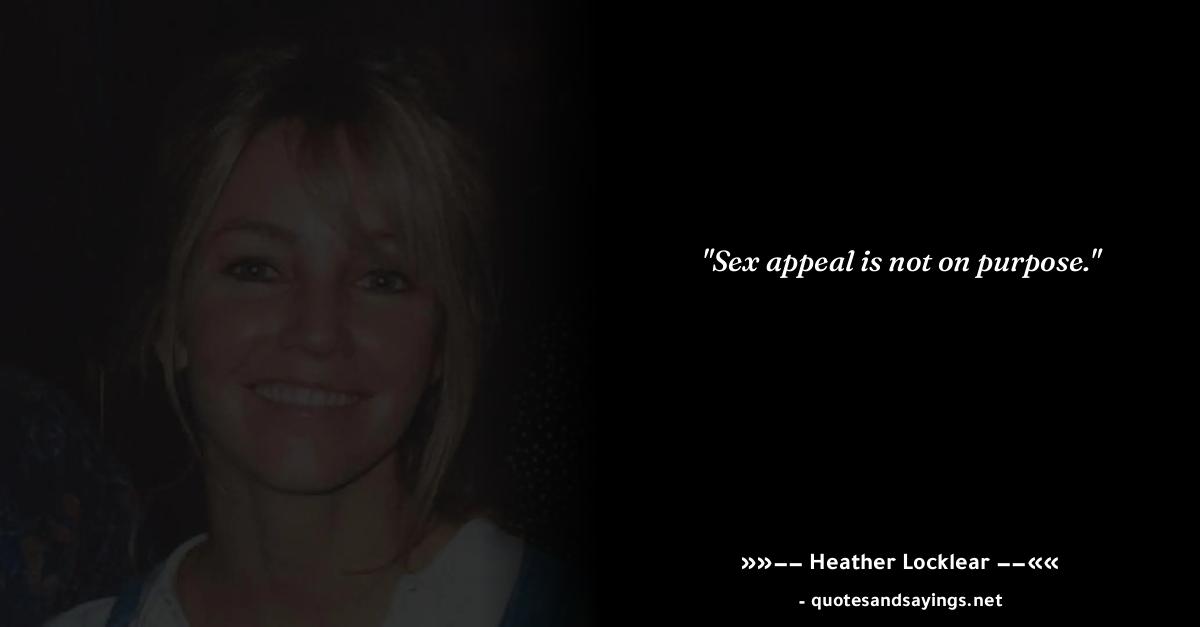 "Sex appeal is not on purpose."
»»–– Heather Locklear ––««
- quotesandsayings.net